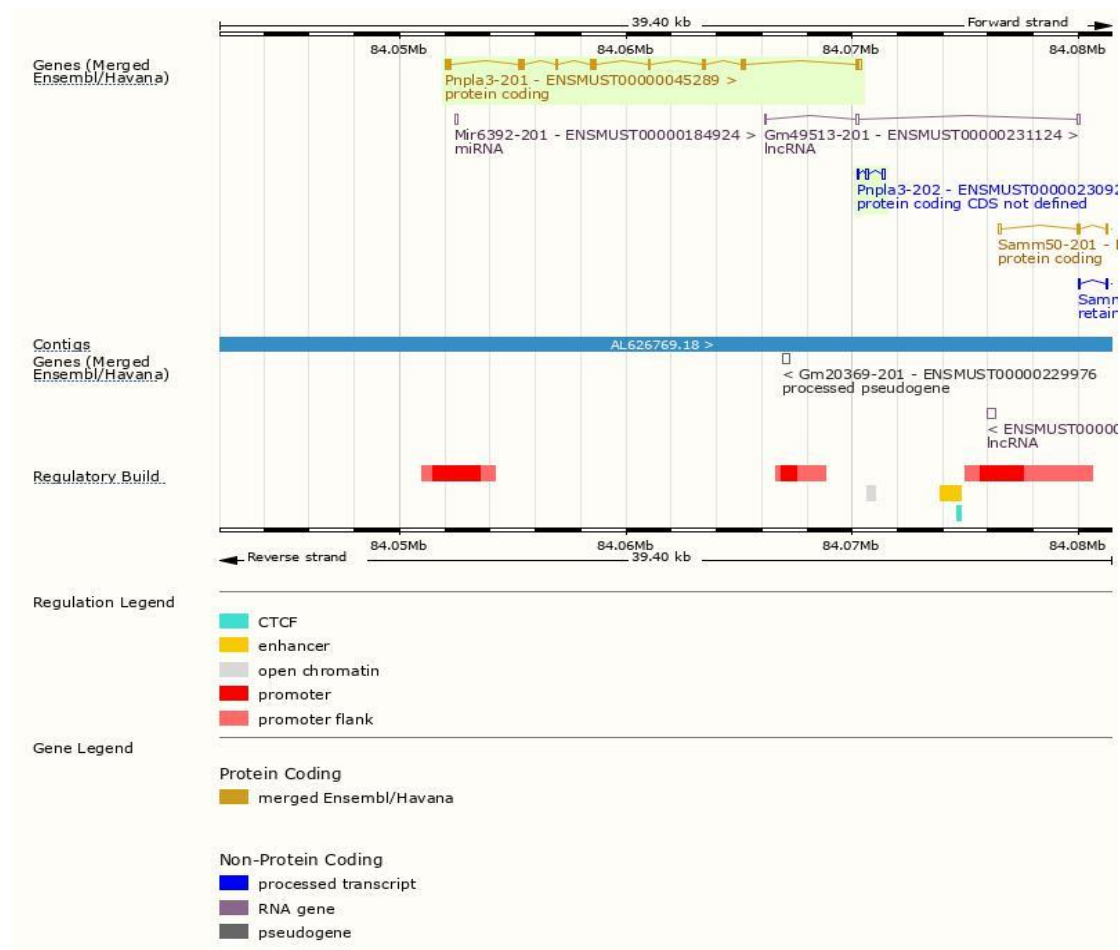 39.40 kb Forward strand
84.05Mb 84.06Mb 84.07Mb 84.08Mb
Genes (Merged
Ensembl/Havana)
Pnpla3-201 - ENSMUST00000045289 >
protein coding
Mir6392-201 - ENSMUST00000184924 > Gm49513-201 - ENSMUST00000231124 >
miRNA lncRNA
Pnpla3-202 - ENSMUST0000023092
protein coding CDS not defined
Samm50-201 -
protein coding
Samm
retain
Contigs AL626769.18 >
Genes (Merged
Ensembl/Havana)
< Gm20369-201 - ENSMUST00000229976
processed pseudogene
< ENSMUST00000
lncRNA
Regulatory Build
84.05Mb 84.06Mb 84.07Mb 84.08Mb
Reverse strand 39.40 kb
Regulation Legend
CTCF
enhancer
open chromatin
promoter
promoter flank
Gene Legend
Protein Coding
merged Ensembl/Havana
Non-Protein Coding
processed transcript
RNA gene
pseudogene